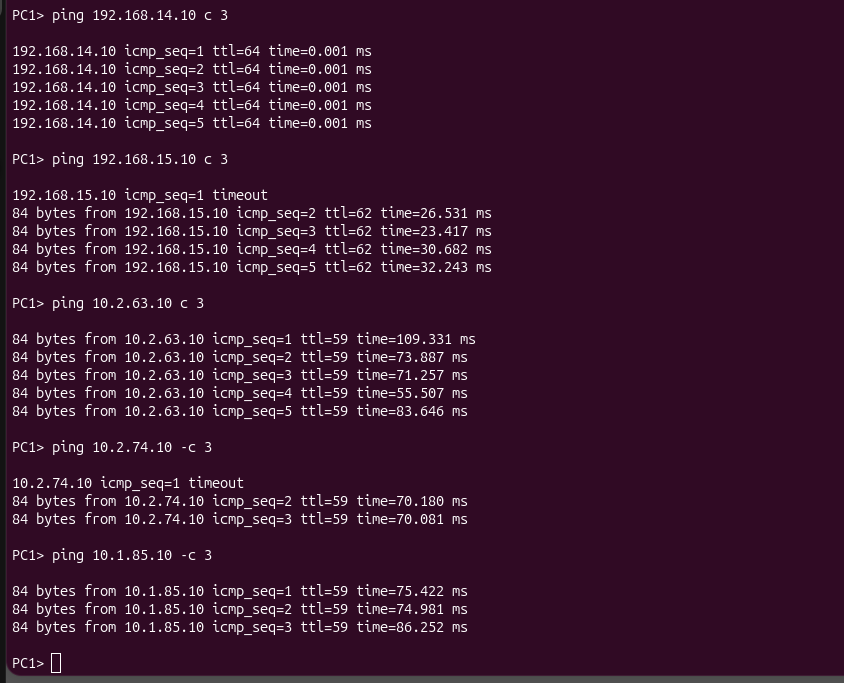 PC1> ping 192.168.14.10 c 3
192.168.14.10 icmp_seq=1 ttl=64 time=0.001 ms
192.168.14.10 icmp_seq=2 ttl=64 time=0.001 ms
192.168.14.10 icmp_seq=3 ttl=64 time=0.001 ms
192.168.14.10 icmp_seq=4 ttl=64 time=0.001 ms
192.168.14.10 icmp_seq=5 ttl=64 time=0.001 ms
PC1> ping 192.168.15.10 c 3
192.168.15.10 icmp_seq=1 timeout
84 bytes from 192.168.15.10 icmp_seq=2 ttl=62 time=26.531 ms
84 bytes from 192.168.15.10 icmp_seq=3 ttl=62 time=23.417 ms
84 bytes from 192.168.15.10 icmp_seq=4 ttl=62 time=30.682 ms
84 bytes from 192.168.15.10 icmp_seq=5 ttl=62 time=32.243 ms
PC1> ping 10.2.63.10 c 3
84 bytes from 10.2.63.10 icmp_seq=1 ttl=59 time=109.331 ms
84 bytes from 10.2.63.10 icmp_seq=2 ttl=59 time=73.887 ms
84 bytes from 10.2.63.10 icmp_seq=3 ttl=59 time=71.257 ms
84 bytes from 10.2.63.10 icmp_seq=4 ttl=59 time=55.507 ms
84 bytes from 10.2.63.10 icmp_seq=5 ttl=59 time=83.646 ms
PC1> ping 10.2.74.10 -c 3
10.2.74.10 icmp_seq=1 timeout
84 bytes from 10.2.74.10 icmp_seq=2 ttl=59 time=70.180 ms
84 bytes from 10.2.74.10 icmp_seq=3 ttl=59 time=70.081 ms
PC1> ping 10.1.85.10 -c 3
84 bytes from 10.1.85.10 icmp_seq=1 ttl=59 time=75.422 ms
84 bytes from 10.1.85.10 icmp_seq=2 ttl=59 time=74.981 ms
84 bytes from 10.1.85.10 icmp_seq=3 ttl=59 time=86.252 ms
PC1>